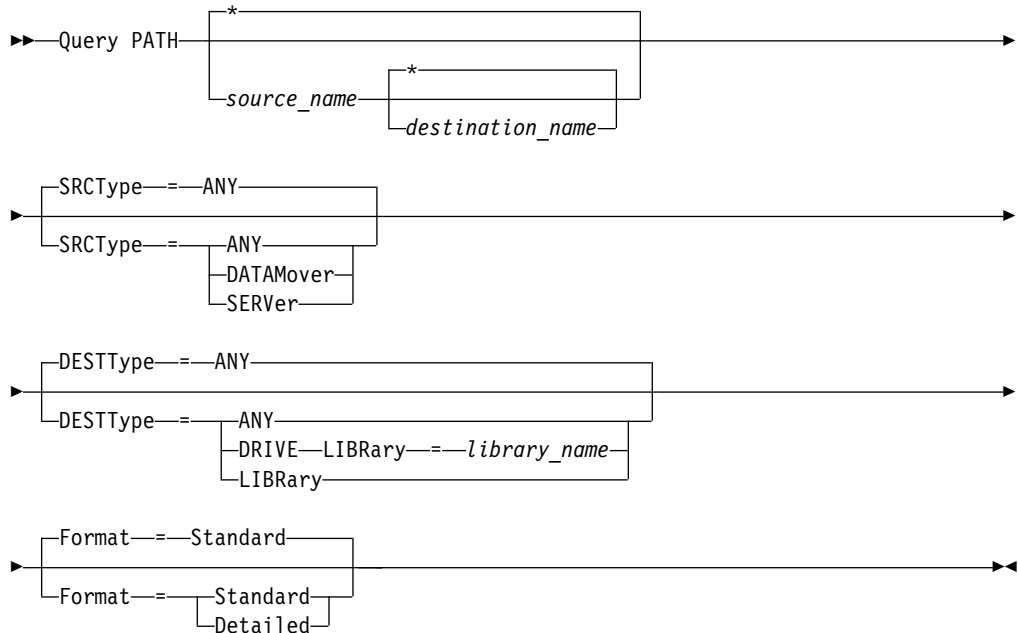 *
Query PATH
*
source_name
destination_name
SRCType = ANY
SRCType = ANY
DATAMover
SERVer
DESTType = ANY
DESTType = ANY
DRIVE LIBRary = library_name
LIBRary
Format = Standard
Format = Standard
Detailed